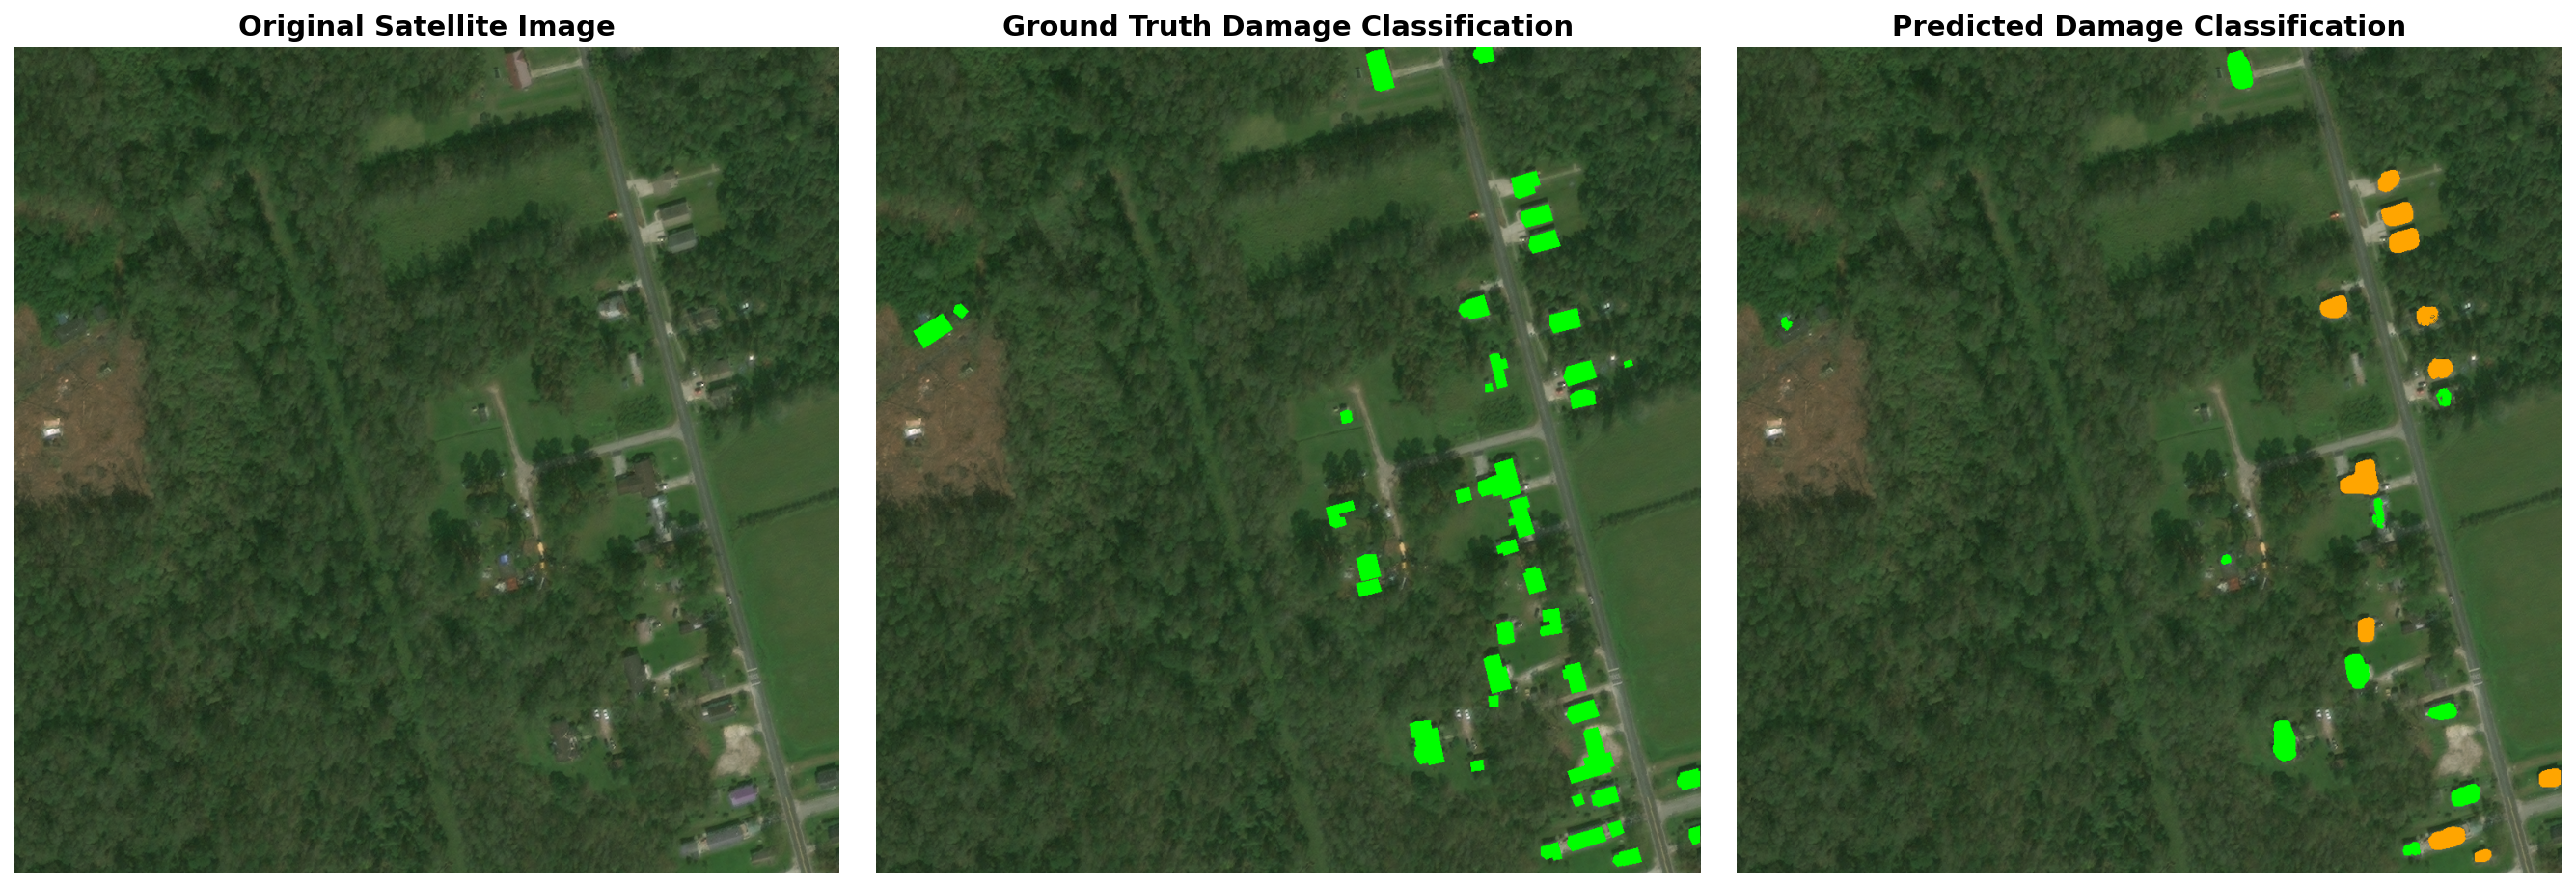 Original Satellite Image
Ground Truth Damage Classification
Predicted Damage Classification